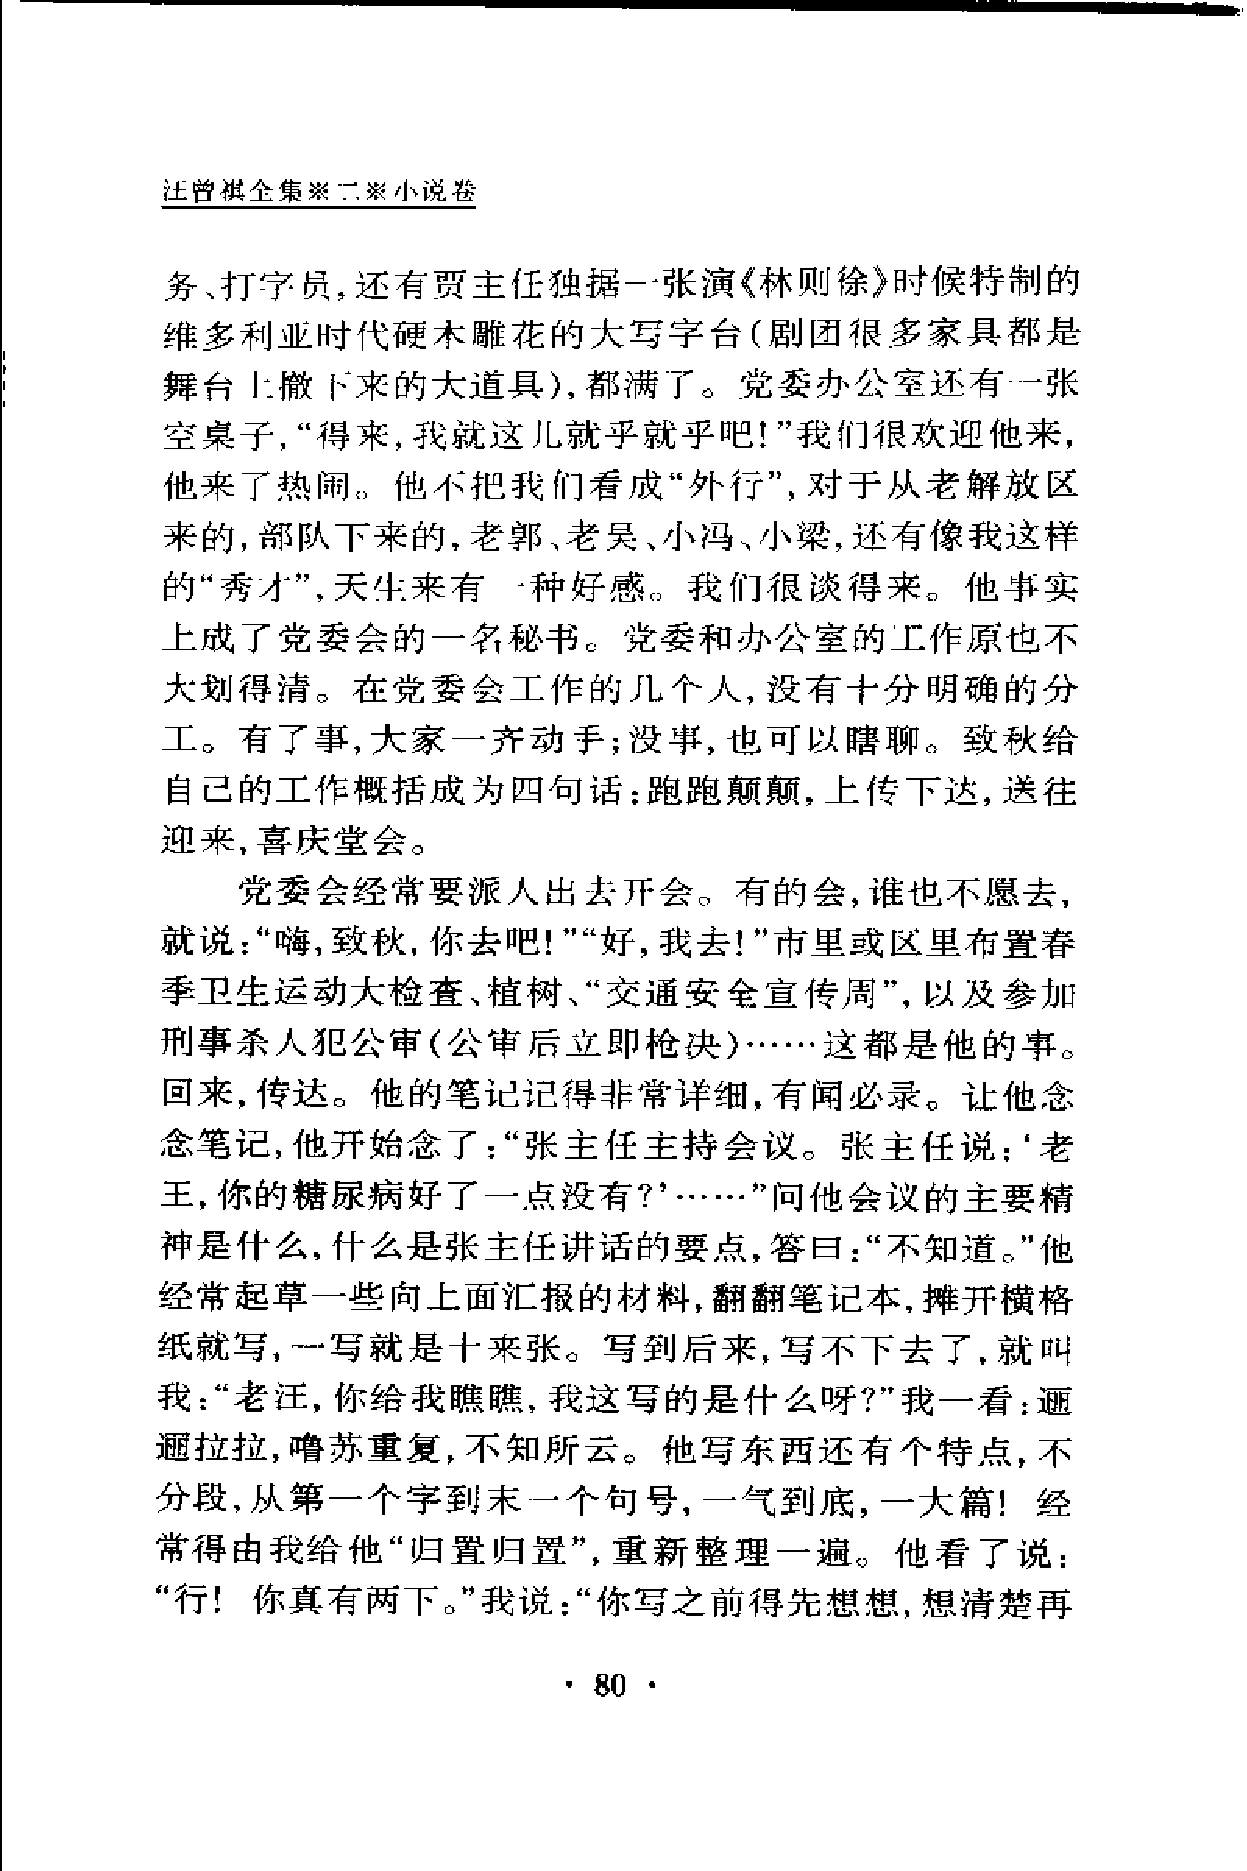 汪曾祺全集※二※小说卷
务、打字员,还有贾主任独据一张演《林则徐》时候特制的
维多利亚时代硬木雕花的大写字台(剧团很多家具都是
舞台上撤下来的大道具),都满了。党委办公室还有一张
空桌子,“得来,我就这儿就乎就乎吧!”我们很欢迎他来,
他来了热闹。他不把我们看成“外行”,对于从老解放区
来的,部队下来的,老郭、老吴、小冯、小梁,还有像我这样
的“秀才”,天生来有一种好感。我们很谈得来。他事实
上成了党委会的一名秘书。党委和办公室的工作原也不
大划得清。在党委会工作的几个人,没有十分明确的分
工。有了事,大家一齐动手;没事,也可以瞎聊。致秋给
自己的工作概括成为四句话:跑跑颠颠,上传下达,送往
迎来,喜庆堂会。
党委会经常要派人出去开会。有的会,谁也不愿去,
就说:“嗨,致秋,你去吧!”“好,我去!”市里或区里布置春
季卫生运动大检查、植树、“交通安全宣传周”,以及参加
刑事杀人犯公审(公审后立即枪决)……这都是他的事。
回来,传达。他的笔记记得非常详细,有闻必录。让他念
念笔记,他开始念了:“张主任主持会议。张主任说:‘老
王,你的糖尿病好了一点没有?’……”问他会议的主要精
神是什么,什么是张主任讲话的要点,答曰:“不知道。”他
经常起草一些向上面汇报的材料,翻翻笔记本,摊开横格
纸就写,一写就是十来张。写到后来,写不下去了,就叫
我:“老汪,你给我瞧瞧,我这写的是什么呀?”我一看:逦
逦拉拉,噜苏重复,不知所云。他写东西还有个特点,不
分段,从第一个字到末一个句号,一气到底,一大篇! 经
常得由我给他“归置归置”,重新整理一遍。他看了说:
“行! 你真有两下。”我说:“你写之前得先想想,想清楚再
· 80 ·